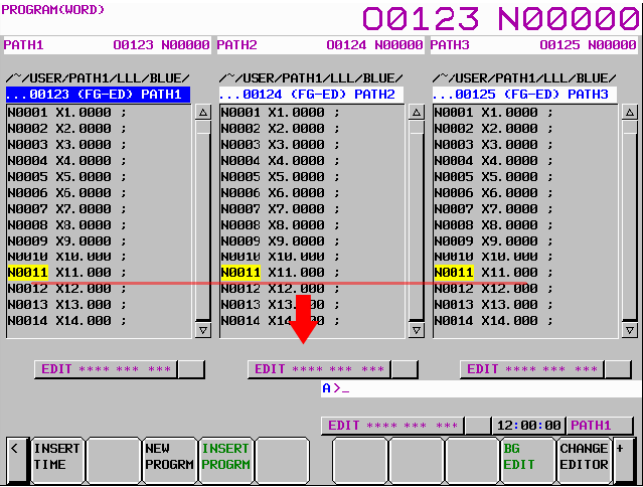 PROGRAM(WORD)
O0123 N00000
PATH1 O0123 N00000 PATH2 O0124 N00000 PATH3 O0125 N00000
/~/USER/PATH1/LLL/BLUE/ /~/USER/PATH1/LLL/BLUE/ /~/USER/PATH1/LLL/BLUE/
...O0123 (FG-ED) PATH1 ...O0124 (FG-ED) PATH2 ...O0125 (FG-ED) PATH3
N0001 X1.0000 ; N0001 X1.0000 ; N0001 X1.0000 ;
N0002 X2.0000 ; N0002 X2.0000 ; N0002 X2.0000 ;
N0003 X3.0000 ; N0003 X3.0000 ; N0003 X3.0000 ;
N0004 X4.0000 ; N0004 X4.0000 ; N0004 X4.0000 ;
N0005 X5.0000 ; N0005 X5.0000 ; N0005 X5.0000 ;
N0006 X6.0000 ; N0006 X6.0000 ; N0006 X6.0000 ;
N0007 X7.0000 ; N0007 X7.0000 ; N0007 X7.0000 ;
N0008 X8.0000 ; N0008 X8.0000 ; N0008 X8.0000 ;
N0009 X9.0000 ; N0009 X9.0000 ; N0009 X9.0000 ;
N0010 X10.000 ; N0010 X10.000 ; N0010 X10.000 ;
N0011 X11.000 ; N0011 X11.000 ; N0011 X11.000 ;
N0012 X12.000 ; N0012 X12.000 ; N0012 X12.000 ;
N0013 X13.000 ; N0013 X13.000 ; N0013 X13.000 ;
N0014 X14.000 ; N0014 X14.000 ; N0014 X14.000 ;
EDIT **** *** *** EDIT **** *** *** EDIT **** *** ***
A>_
EDIT **** *** *** 12:00:00 PATH1
< INSERT TIME NEW PROGRM INSERT PROGRM BG EDIT CHANGE EDITOR +